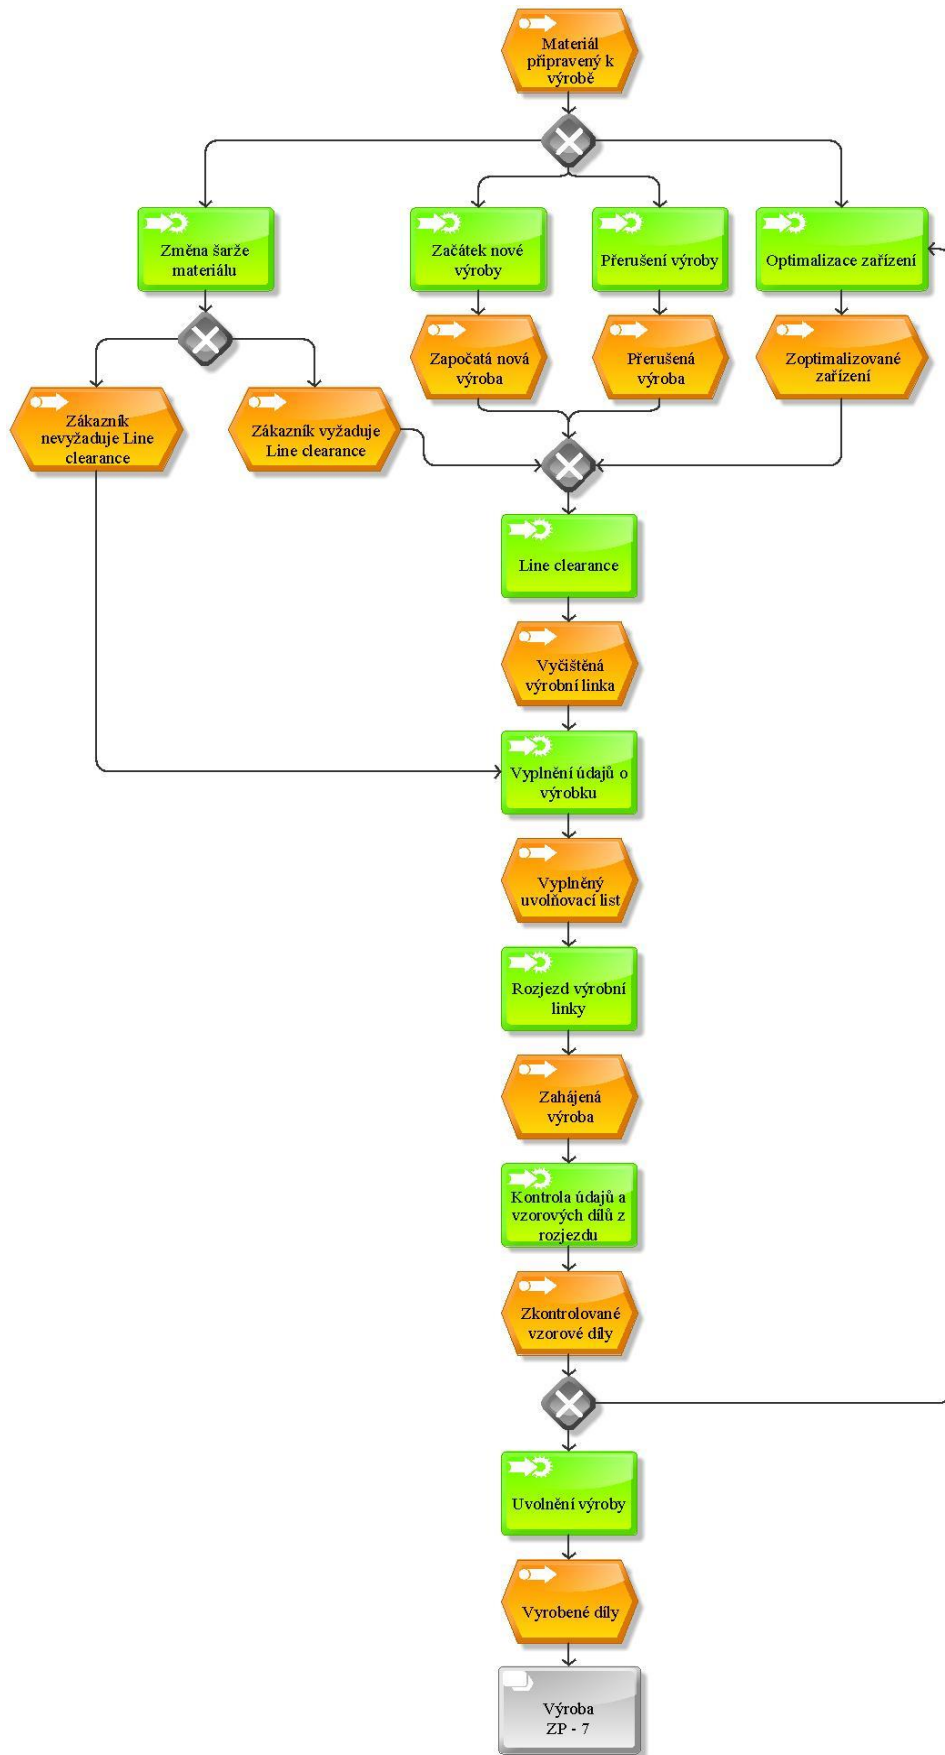 Materiál
připravený k
výrobě
Změna šarže
materiálu
Začátek nové
výroby
Přerušení výroby
Optimalizace zařízení
Započatá nová
výroba
Přerušená
výroba
Zoptimalizované
zařízení
Zákazník
nevyžaduje Line
clearance
Zákazník vyžaduje
Line clearance
Line clearance
Vyčištěná
výrobní linka
Vyplnění údajů o
výrobku
Vyplněný
uvolňovací list
Rozjezd výrobní
linky
Zahájená
výroba
Kontrola údajů a
vzorových dílů z
rozjezdu
Zkontrolované
vzorové díly
Uvolnění výroby
Vyrobené díly
Výroba
ZP - 7